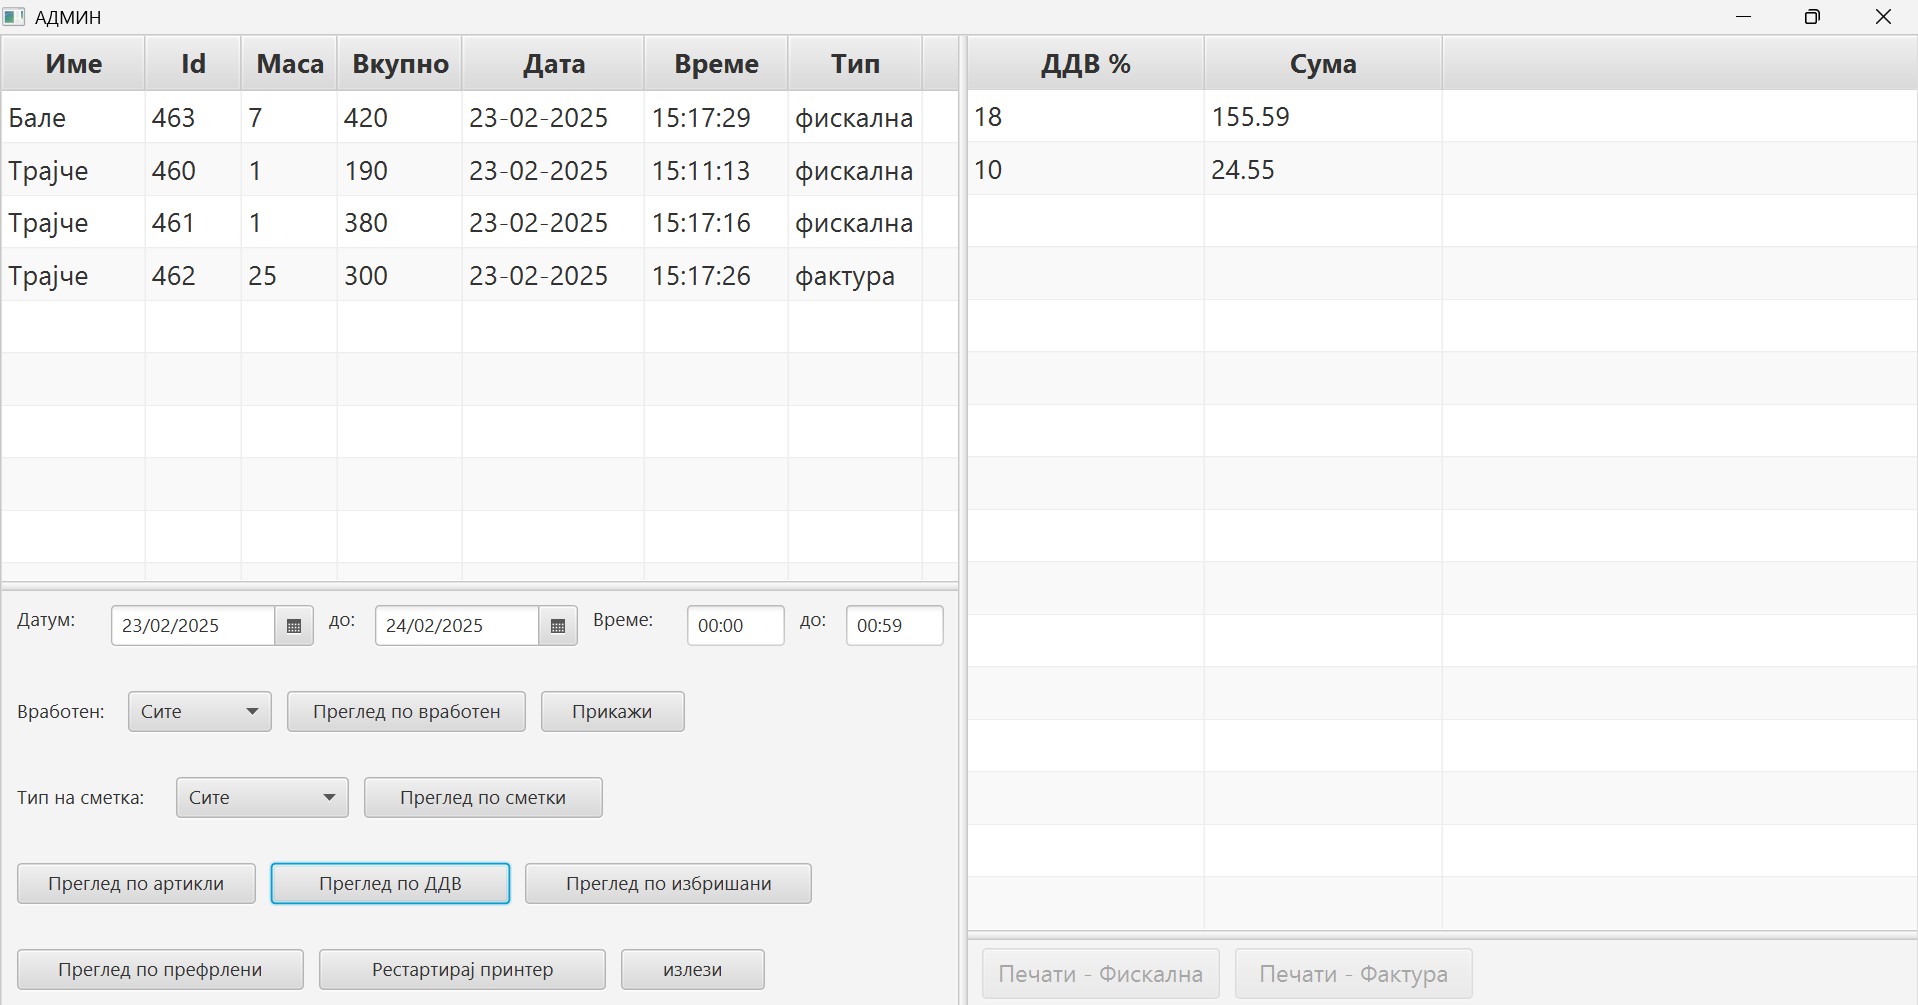 АДМИН
Име Id Маса Вкупно Дата Време Тип
Бале 463 7 420 23-02-2025 15:17:29 фискална
Трајче 460 1 190 23-02-2025 15:11:13 фискална
Трајче 461 1 380 23-02-2025 15:17:16 фискална
Трајче 462 25 300 23-02-2025 15:17:26 фактура
Датум: 23/02/2025 до: 24/02/2025 Време: 00:00 до: 00:59
Вработен: Сите Преглед по вработен Прикажи
Тип на сметка: Сите Преглед по сметки
Преглед по артикли Преглед по ДДВ Преглед по избришани
Преглед по префрлени Рестартирај принтер излези
ДДВ % Сума
18 155.59
10 24.55
Печати - Фискална Печати - Фактура